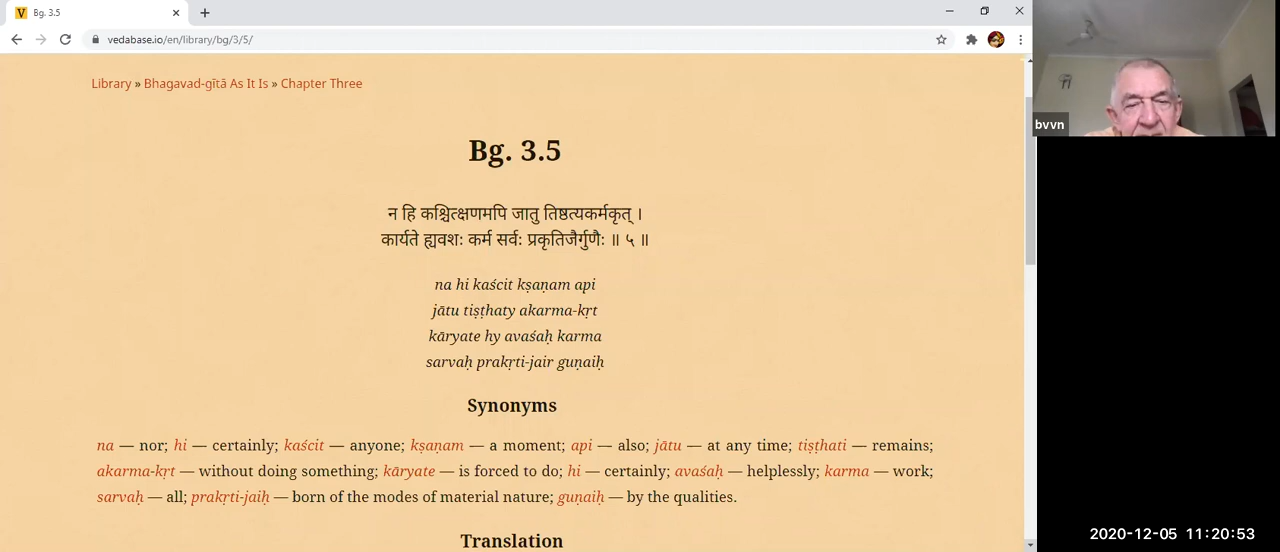 Bg. 3.5
vedabase.io/en/library/bg/3/5/
Library » Bhagavad-gītā As It Is » Chapter Three
Bg. 3.5
न हि कश्चित्क्षणमपि जातु तिष्ठत्यकर्मकृत् ।
कार्यते ह्यवशः कर्म सर्वः प्रकृतिजैर्गुणैः ॥ ५ ॥
na hi kaścit kṣaṇam api
jātu tiṣṭhaty akarma-kṛt
kāryate hy avaśaḥ karma
sarvaḥ prakṛti-jair guṇaiḥ
Synonyms
na — nor; hi — certainly; kaścit — anyone; kṣaṇam — a moment; api — also; jātu — at any time; tiṣṭhati — remains;
akarma-kṛt — without doing something; kāryate — is forced to do; hi — certainly; avaśaḥ — helplessly; karma — work;
sarvaḥ — all; prakṛti-jaiḥ — born of the modes of material nature; guṇaiḥ — by the qualities.
Translation
bvvn
2020-12-05 11:20:53